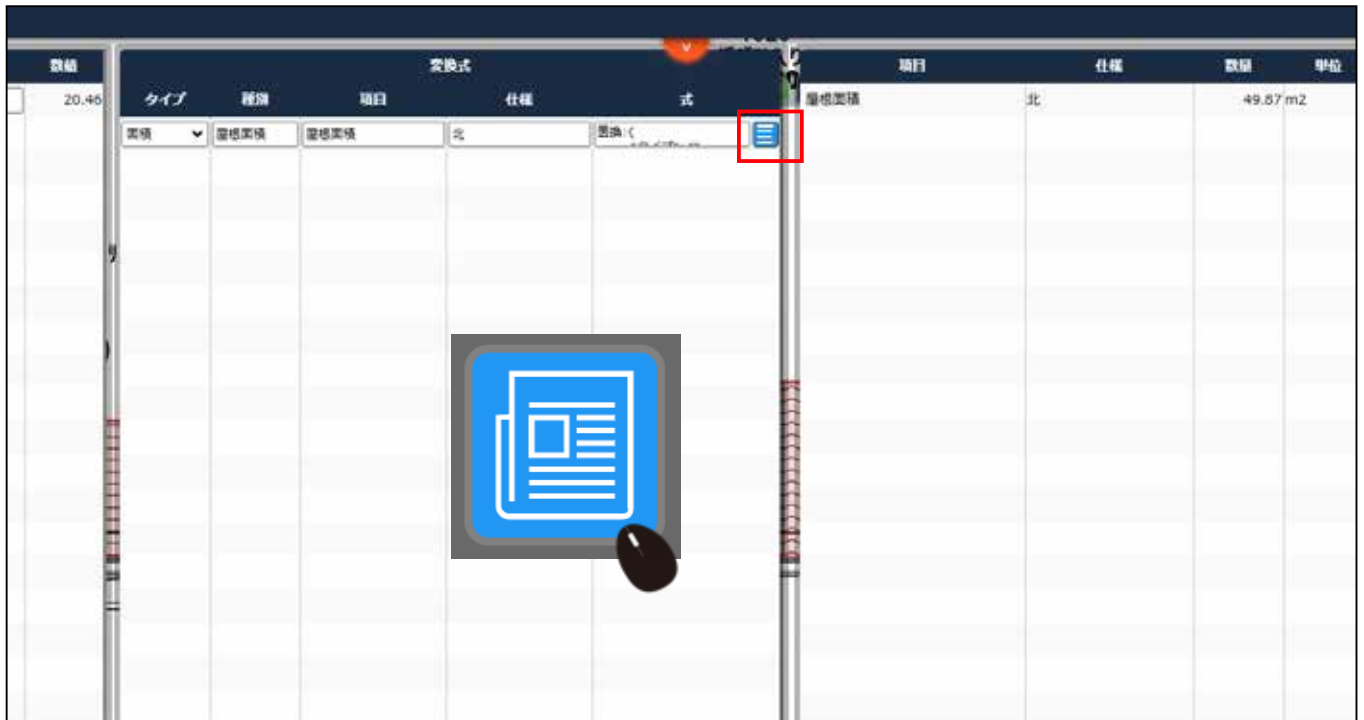 数値
変換式
項目 仕様 数量 単位
20.46 タイプ 種別 項目 仕様 式
屋根面積 北 49.87 m2
面積 屋根面積 屋根面積 北 置換:(